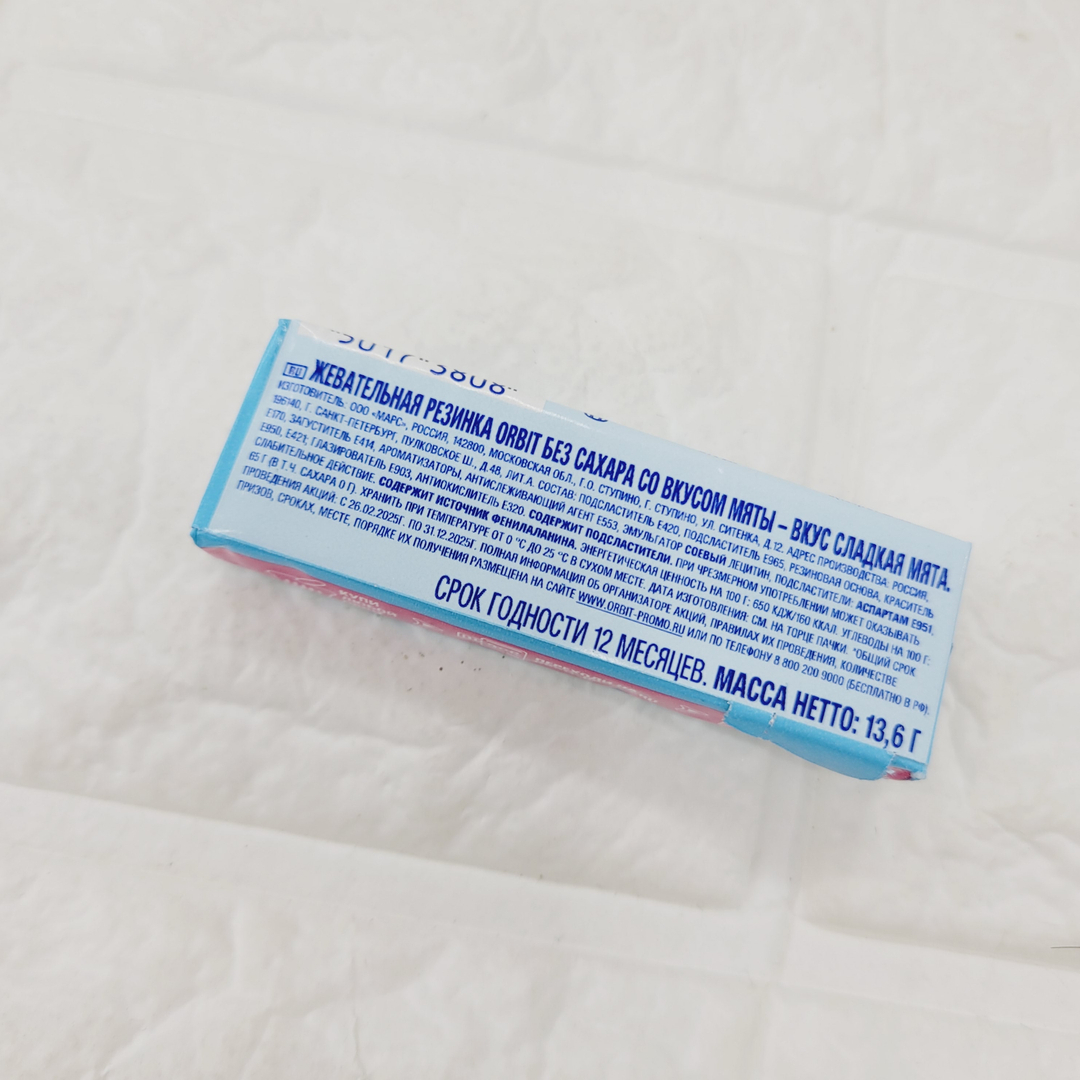 RU ЖЕВАТЕЛЬНАЯ РЕЗИНКА ORBIT БЕЗ САХАРА СО ВКУСОМ МЯТЫ – ВКУС СЛАДКАЯ МЯТА.
ИЗГОТОВИТЕЛЬ: ООО «МАРС», РОССИЯ, 142800, МОСКОВСКАЯ ОБЛ., Г.О. СТУПИНО, Г. СТУПИНО, УЛ. СИТЕНКА, Д.12. АДРЕС ПРОИЗВОДСТВА: РОССИЯ,
196140, Г. САНКТ-ПЕТЕРБУРГ, ПУЛКОВСКОЕ Ш., Д.48, ЛИТ.А. СОСТАВ: ПОДСЛАСТИТЕЛЬ Е420, ПОДСЛАСТИТЕЛЬ Е965, РЕЗИНОВАЯ ОСНОВА, КРАСИТЕЛЬ
Е170, ЗАГУСТИТЕЛЬ Е414, АРОМАТИЗАТОРЫ, АНТИСЛЕЖИВАЮЩИЙ АГЕНТ Е553, ЭМУЛЬГАТОР СОЕВЫЙ ЛЕЦИТИН, ПОДСЛАСТИТЕЛИ: АСПАРТАМ Е951,
Е950, Е421; ГЛАЗИРОВАТЕЛЬ Е903, АНТИОКИСЛИТЕЛЬ Е320. СОДЕРЖИТ ПОДСЛАСТИТЕЛИ. ПРИ ЧРЕЗМЕРНОМ УПОТРЕБЛЕНИИ МОЖЕТ ОКАЗЫВАТЬ
СЛАБИТЕЛЬНОЕ ДЕЙСТВИЕ. СОДЕРЖИТ ИСТОЧНИК ФЕНИЛАЛАНИНА. ЭНЕРГЕТИЧЕСКАЯ ЦЕННОСТЬ НА 100 Г: 650 КДЖ/160 ККАЛ. УГЛЕВОДЫ НА 100 Г:
65 Г (В Т.Ч. САХАРА 0 Г). ХРАНИТЬ ПРИ ТЕМПЕРАТУРЕ ОТ 0 °С ДО 25 °С В СУХОМ МЕСТЕ. ДАТА ИЗГОТОВЛЕНИЯ: СМ. НА ТОРЦЕ ПАЧКИ. *ОБЩИЙ СРОК
ПРОВЕДЕНИЯ АКЦИЙ: С 26.02.2025Г. ПО 31.12.2025Г. ПОЛНАЯ ИНФОРМАЦИЯ ОБ ОРГАНИЗАТОРЕ АКЦИЙ, ПРАВИЛАХ ИХ ПРОВЕДЕНИЯ, КОЛИЧЕСТВЕ
ПРИЗОВ, СРОКАХ, МЕСТЕ, ПОРЯДКЕ ИХ ПОЛУЧЕНИЯ РАЗМЕЩЕНА НА САЙТЕ WWW.ORBIT-PROMO.RU ИЛИ ПО ТЕЛЕФОНУ 8 800 200 9000 (БЕСПЛАТНО В РФ).
СРОК ГОДНОСТИ 12 МЕСЯЦЕВ. МАССА НЕТТО: 13,6 Г
КУПИ